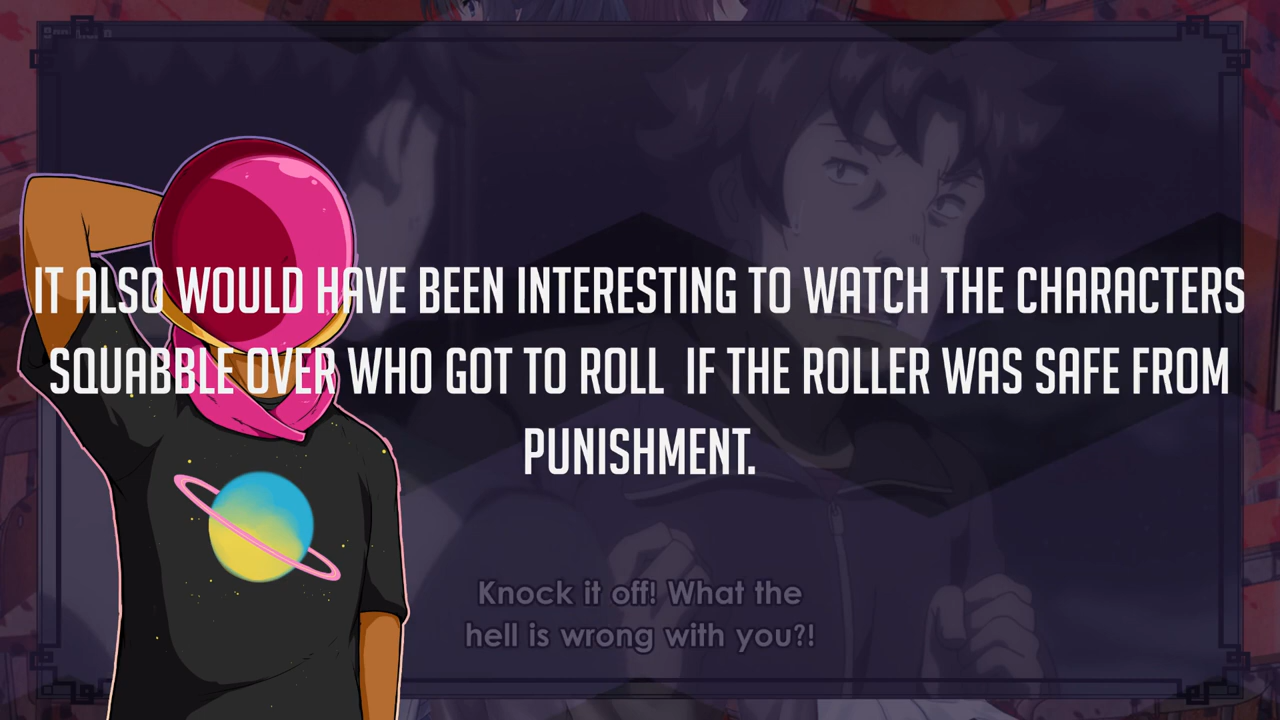 IT ALSO WOULD HAVE BEEN INTERESTING TO WATCH THE CHARACTERS
SQUABBLE OVER WHO GOT TO ROLL  IF THE ROLLER WAS SAFE FROM
PUNISHMENT.
Knock it off! What the
hell is wrong with you?!